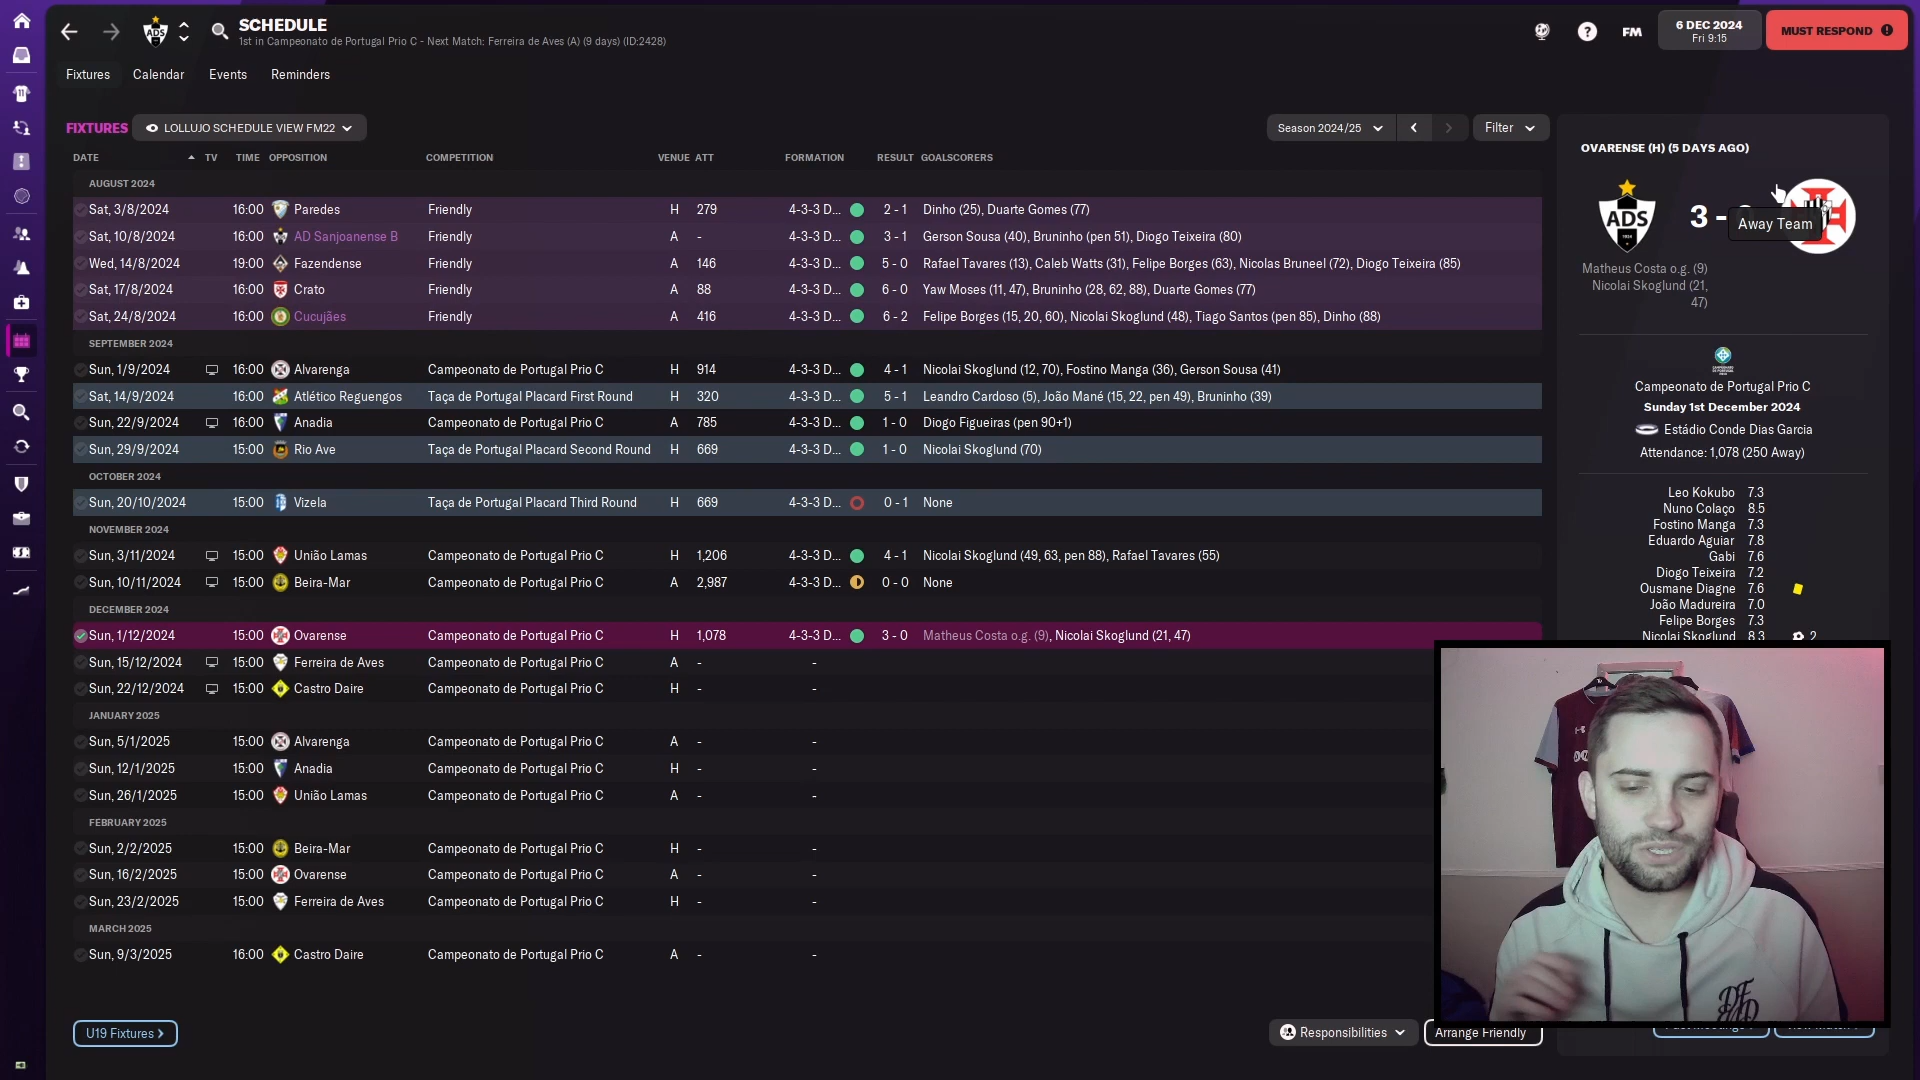 ADS
SCHEDULE
1st in Campeonato de Portugal Prio C - Next Match: Ferreira de Aves (A) (9 days) (ID:2428)
FM
6 DEC 2024
Fri 9:15
MUST RESPOND
Fixtures Calendar Events Reminders
FIXTURES LOLLUJO SCHEDULE VIEW FM22 Season 2024/25 Filter
DATE TV TIME OPPOSITION COMPETITION VENUE ATT FORMATION RESULT GOALSCORERS
AUGUST 2024
Sat, 3/8/2024 16:00 Paredes Friendly H 279 4-3-3 D... 2 - 1 Dinho (25), Duarte Gomes (77)
Sat, 10/8/2024 16:00 AD Sanjoanense B Friendly A - 4-3-3 D... 3 - 1 Gerson Sousa (40), Bruninho (pen 51), Diogo Teixeira (80)
Wed, 14/8/2024 19:00 Fazendense Friendly A 146 4-3-3 D... 5 - 0 Rafael Tavares (13), Caleb Watts (31), Felipe Borges (63), Nicolas Bruneel (72), Diogo Teixeira (85)
Sat, 17/8/2024 16:00 Crato Friendly A 88 4-3-3 D... 6 - 0 Yaw Moses (11, 47), Bruninho (28, 62, 88), Duarte Gomes (77)
Sat, 24/8/2024 16:00 Cucujães Friendly A 416 4-3-3 D... 6 - 2 Felipe Borges (15, 20, 60), Nicolai Skoglund (48), Tiago Santos (pen 85), Dinho (88)
SEPTEMBER 2024
Sun, 1/9/2024 16:00 Alvarenga Campeonato de Portugal Prio C H 914 4-3-3 D... 4 - 1 Nicolai Skoglund (12, 70), Fostino Manga (36), Gerson Sousa (41)
Sat, 14/9/2024 16:00 Atlético Reguengos Taça de Portugal Placard First Round H 320 4-3-3 D... 5 - 1 Leandro Cardoso (5), João Mané (15, 22, pen 49), Bruninho (39)
Sun, 22/9/2024 16:00 Anadia Campeonato de Portugal Prio C A 785 4-3-3 D... 1 - 0 Diogo Figueiras (pen 90+1)
Sun, 29/9/2024 15:00 Rio Ave Taça de Portugal Placard Second Round H 669 4-3-3 D... 1 - 0 Nicolai Skoglund (70)
OCTOBER 2024
Sun, 20/10/2024 15:00 Vizela Taça de Portugal Placard Third Round H 669 4-3-3 D... 0 - 1 None
NOVEMBER 2024
Sun, 3/11/2024 15:00 União Lamas Campeonato de Portugal Prio C H 1,206 4-3-3 D... 4 - 1 Nicolai Skoglund (49, 63, pen 88), Rafael Tavares (55)
Sun, 10/11/2024 15:00 Beira-Mar Campeonato de Portugal Prio C A 2,987 4-3-3 D... 0 - 0 None
DECEMBER 2024
Sun, 1/12/2024 15:00 Ovarense Campeonato de Portugal Prio C H 1,078 4-3-3 D... 3 - 0 Matheus Costa o.g. (9), Nicolai Skoglund (21, 47)
Sun, 15/12/2024 15:00 Ferreira de Aves Campeonato de Portugal Prio C A - -
Sun, 22/12/2024 15:00 Castro Daire Campeonato de Portugal Prio C H - -
JANUARY 2025
Sun, 5/1/2025 15:00 Alvarenga Campeonato de Portugal Prio C A - -
Sun, 12/1/2025 15:00 Anadia Campeonato de Portugal Prio C H - -
Sun, 26/1/2025 15:00 União Lamas Campeonato de Portugal Prio C A - -
FEBRUARY 2025
Sun, 2/2/2025 15:00 Beira-Mar Campeonato de Portugal Prio C H - -
Sun, 16/2/2025 15:00 Ovarense Campeonato de Portugal Prio C A - -
Sun, 23/2/2025 15:00 Ferreira de Aves Campeonato de Portugal Prio C H - -
MARCH 2025
Sun, 9/3/2025 16:00 Castro Daire Campeonato de Portugal Prio C A - -
U19 Fixtures
Responsibilities
Arrange Friendly
OVARENSE (H) (5 DAYS AGO)
ADS
3 -
Away Team
Matheus Costa o.g. (9)
Nicolai Skoglund (21,
47)
Campeonato de Portugal Prio C
Sunday 1st December 2024
Estádio Conde Dias Garcia
Attendance: 1,078 (250 Away)
Leo Kokubo 7.3
Nuno Colaço 8.5
Fostino Manga 7.3
Eduardo Aguiar 7.8
Gabi 7.6
Diogo Teixeira 7.2
Ousmane Diagne 7.6
João Madureira 7.0
Felipe Borges 7.3
Nicolai Skoglund 8.3 2